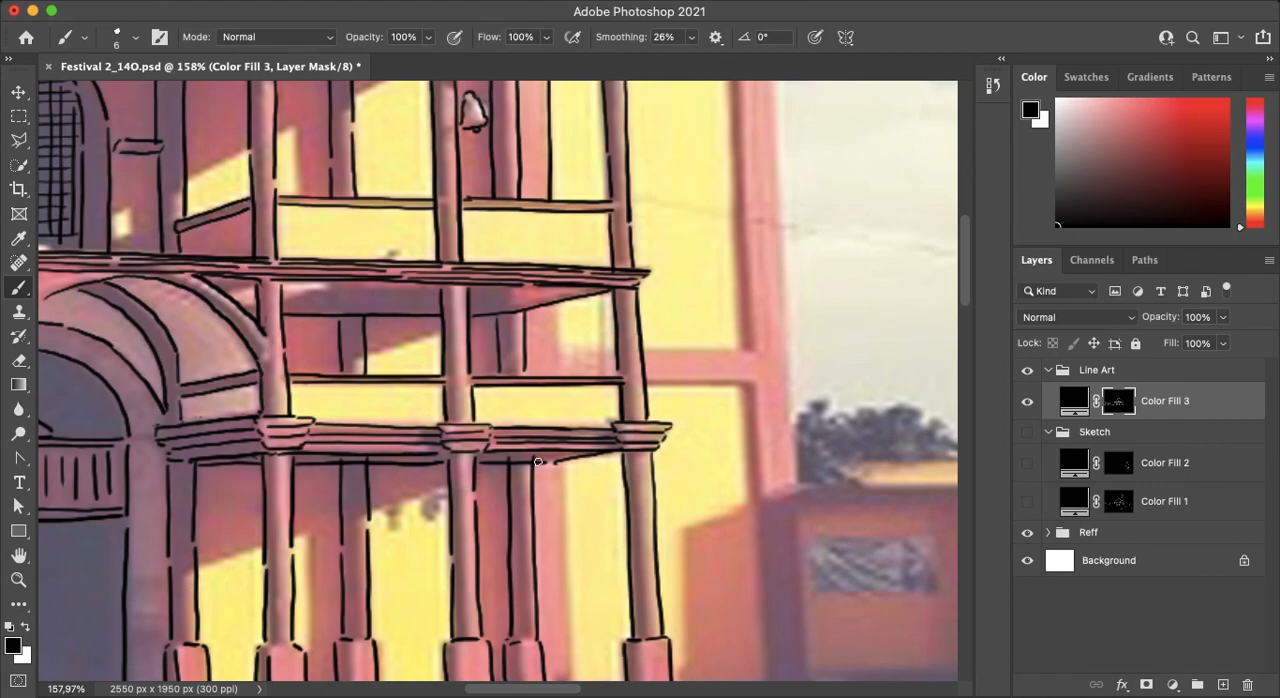 Adobe Photoshop 2021
6
Mode: Normal Opacity: 100% Flow: 100% Smoothing: 26% 0°
Festival 2_14O.psd @ 158% (Color Fill 3, Layer Mask/8) *
Color Swatches Gradients Patterns
Layers Channels Paths
Kind
Normal Opacity: 100%
Lock: Fill: 100%
Line Art
Color Fill 3
Sketch
Color Fill 2
Color Fill 1
Reff
Background
157,97% 2550 px x 1950 px (300 ppi)